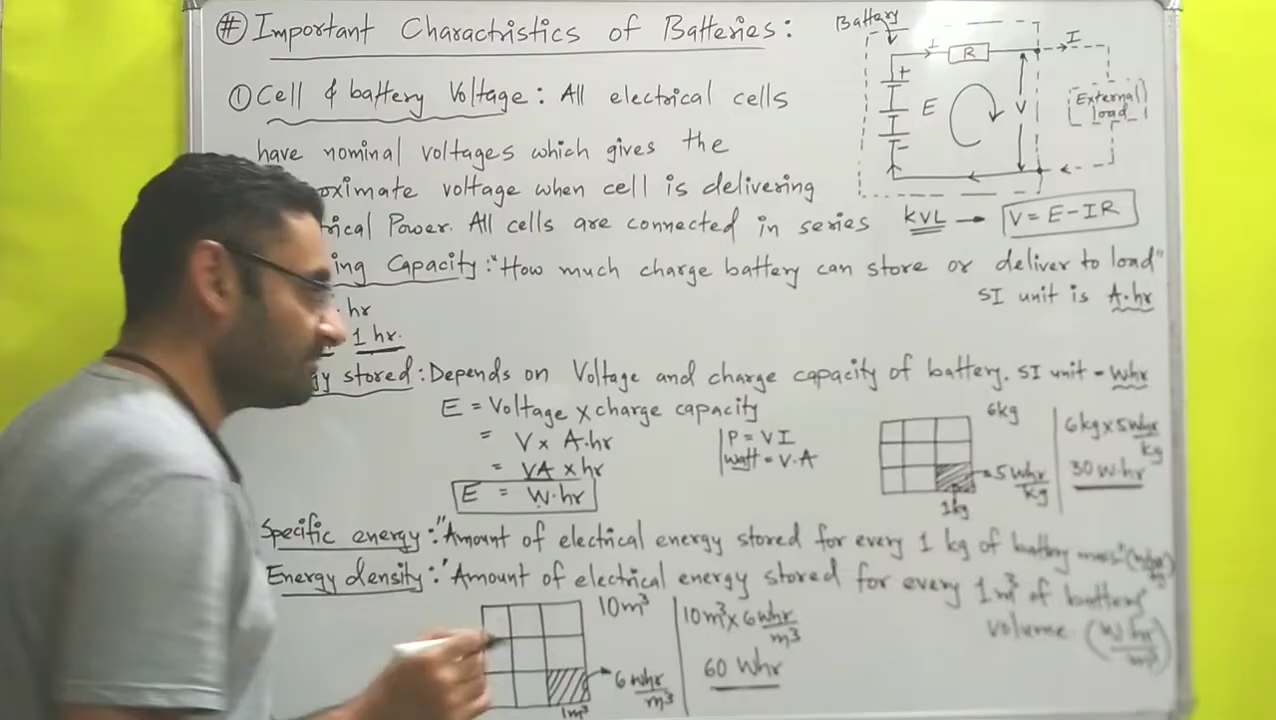 # Important Charactristics of Batteries:
① Cell & battery Voltage: All electrical cells
have nominal voltages which gives the
oximate voltage when cell is delivering
rical Power. All cells are connected in series
ing Capacity: "How much charge battery can store or deliver to load"
SI unit is A.hr
. hr
1 hr.
gy stored: Depends on Voltage and charge capacity of battery. SI unit - Whr
E = Voltage x charge capacity
= V x A.hr
= VA x hr
E = W.hr
P = VI
Watt = V.A
6kg
5 Whr/kg
1kg
6kg x 5 Whr/kg
30 W.hr
Specific energy: "Amount of electrical energy stored for every 1 kg of battery mass"
Energy density: "Amount of electrical energy stored for every 1m³ of battery
volume (Whr/m³)
10m³
6 Whr/m³
1m³
10m³ x 6 Whr/m³
60 Whr
Battery
I
R
I
+
E
V
External
load
-
KVL → V = E - IR